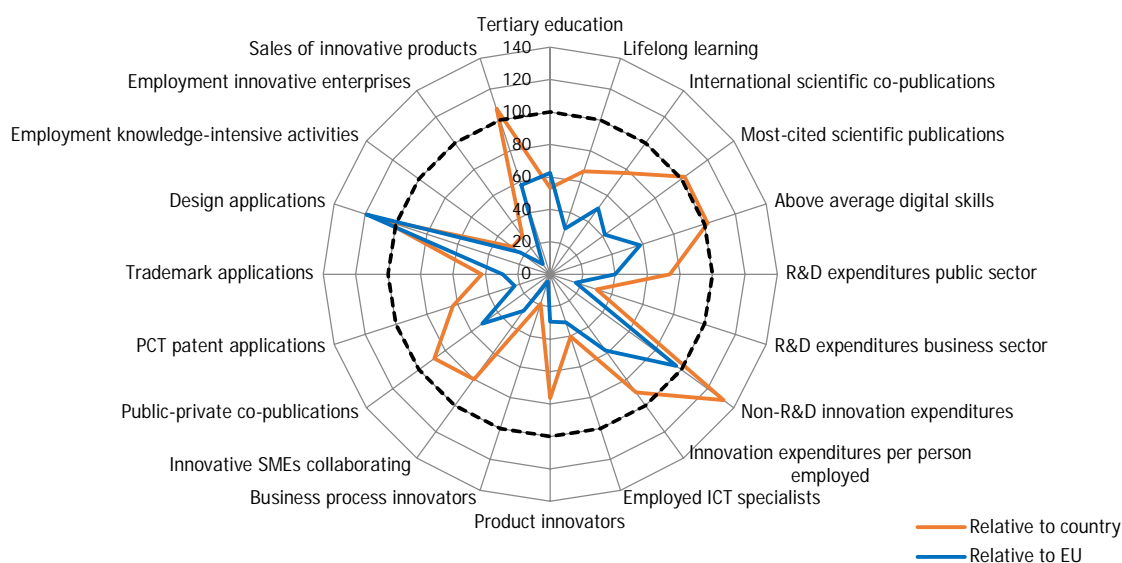 Tertiary education
140
120
100
80
60
40
20
0
Lifelong learning
International scientific co-publications
Most-cited scientific publications
Above average digital skills
R&D expenditures public sector
R&D expenditures business sector
Non-R&D innovation expenditures
Innovation expenditures per person
employed
Employed ICT specialists
Product innovators
Business process innovators
Innovative SMEs collaborating
Public-private co-publications
PCT patent applications
Trademark applications
Design applications
Employment knowledge-intensive activities
Employment innovative enterprises
Sales of innovative products
Relative to country
Relative to EU